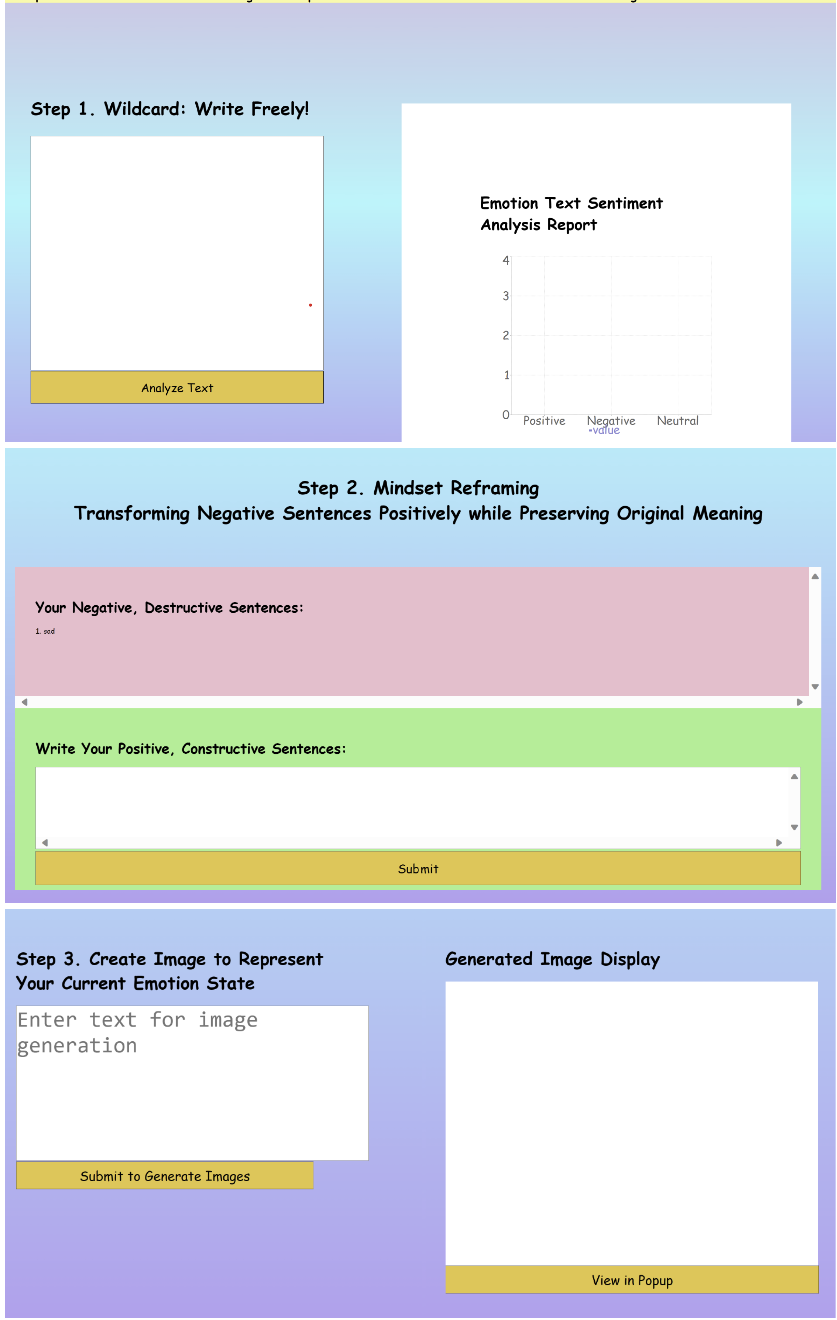 Step 1. Wildcard: Write Freely!
Analyze Text
Emotion Text Sentiment
Analysis Report
4
3
2
1
0
Positive Negative Neutral
value
Step 2. Mindset Reframing
Transforming Negative Sentences Positively while Preserving Original Meaning
Your Negative, Destructive Sentences:
1. sad
Write Your Positive, Constructive Sentences:
Submit
Step 3. Create Image to Represent
Your Current Emotion State
Enter text for image
generation
Submit to Generate Images
Generated Image Display
View in Popup